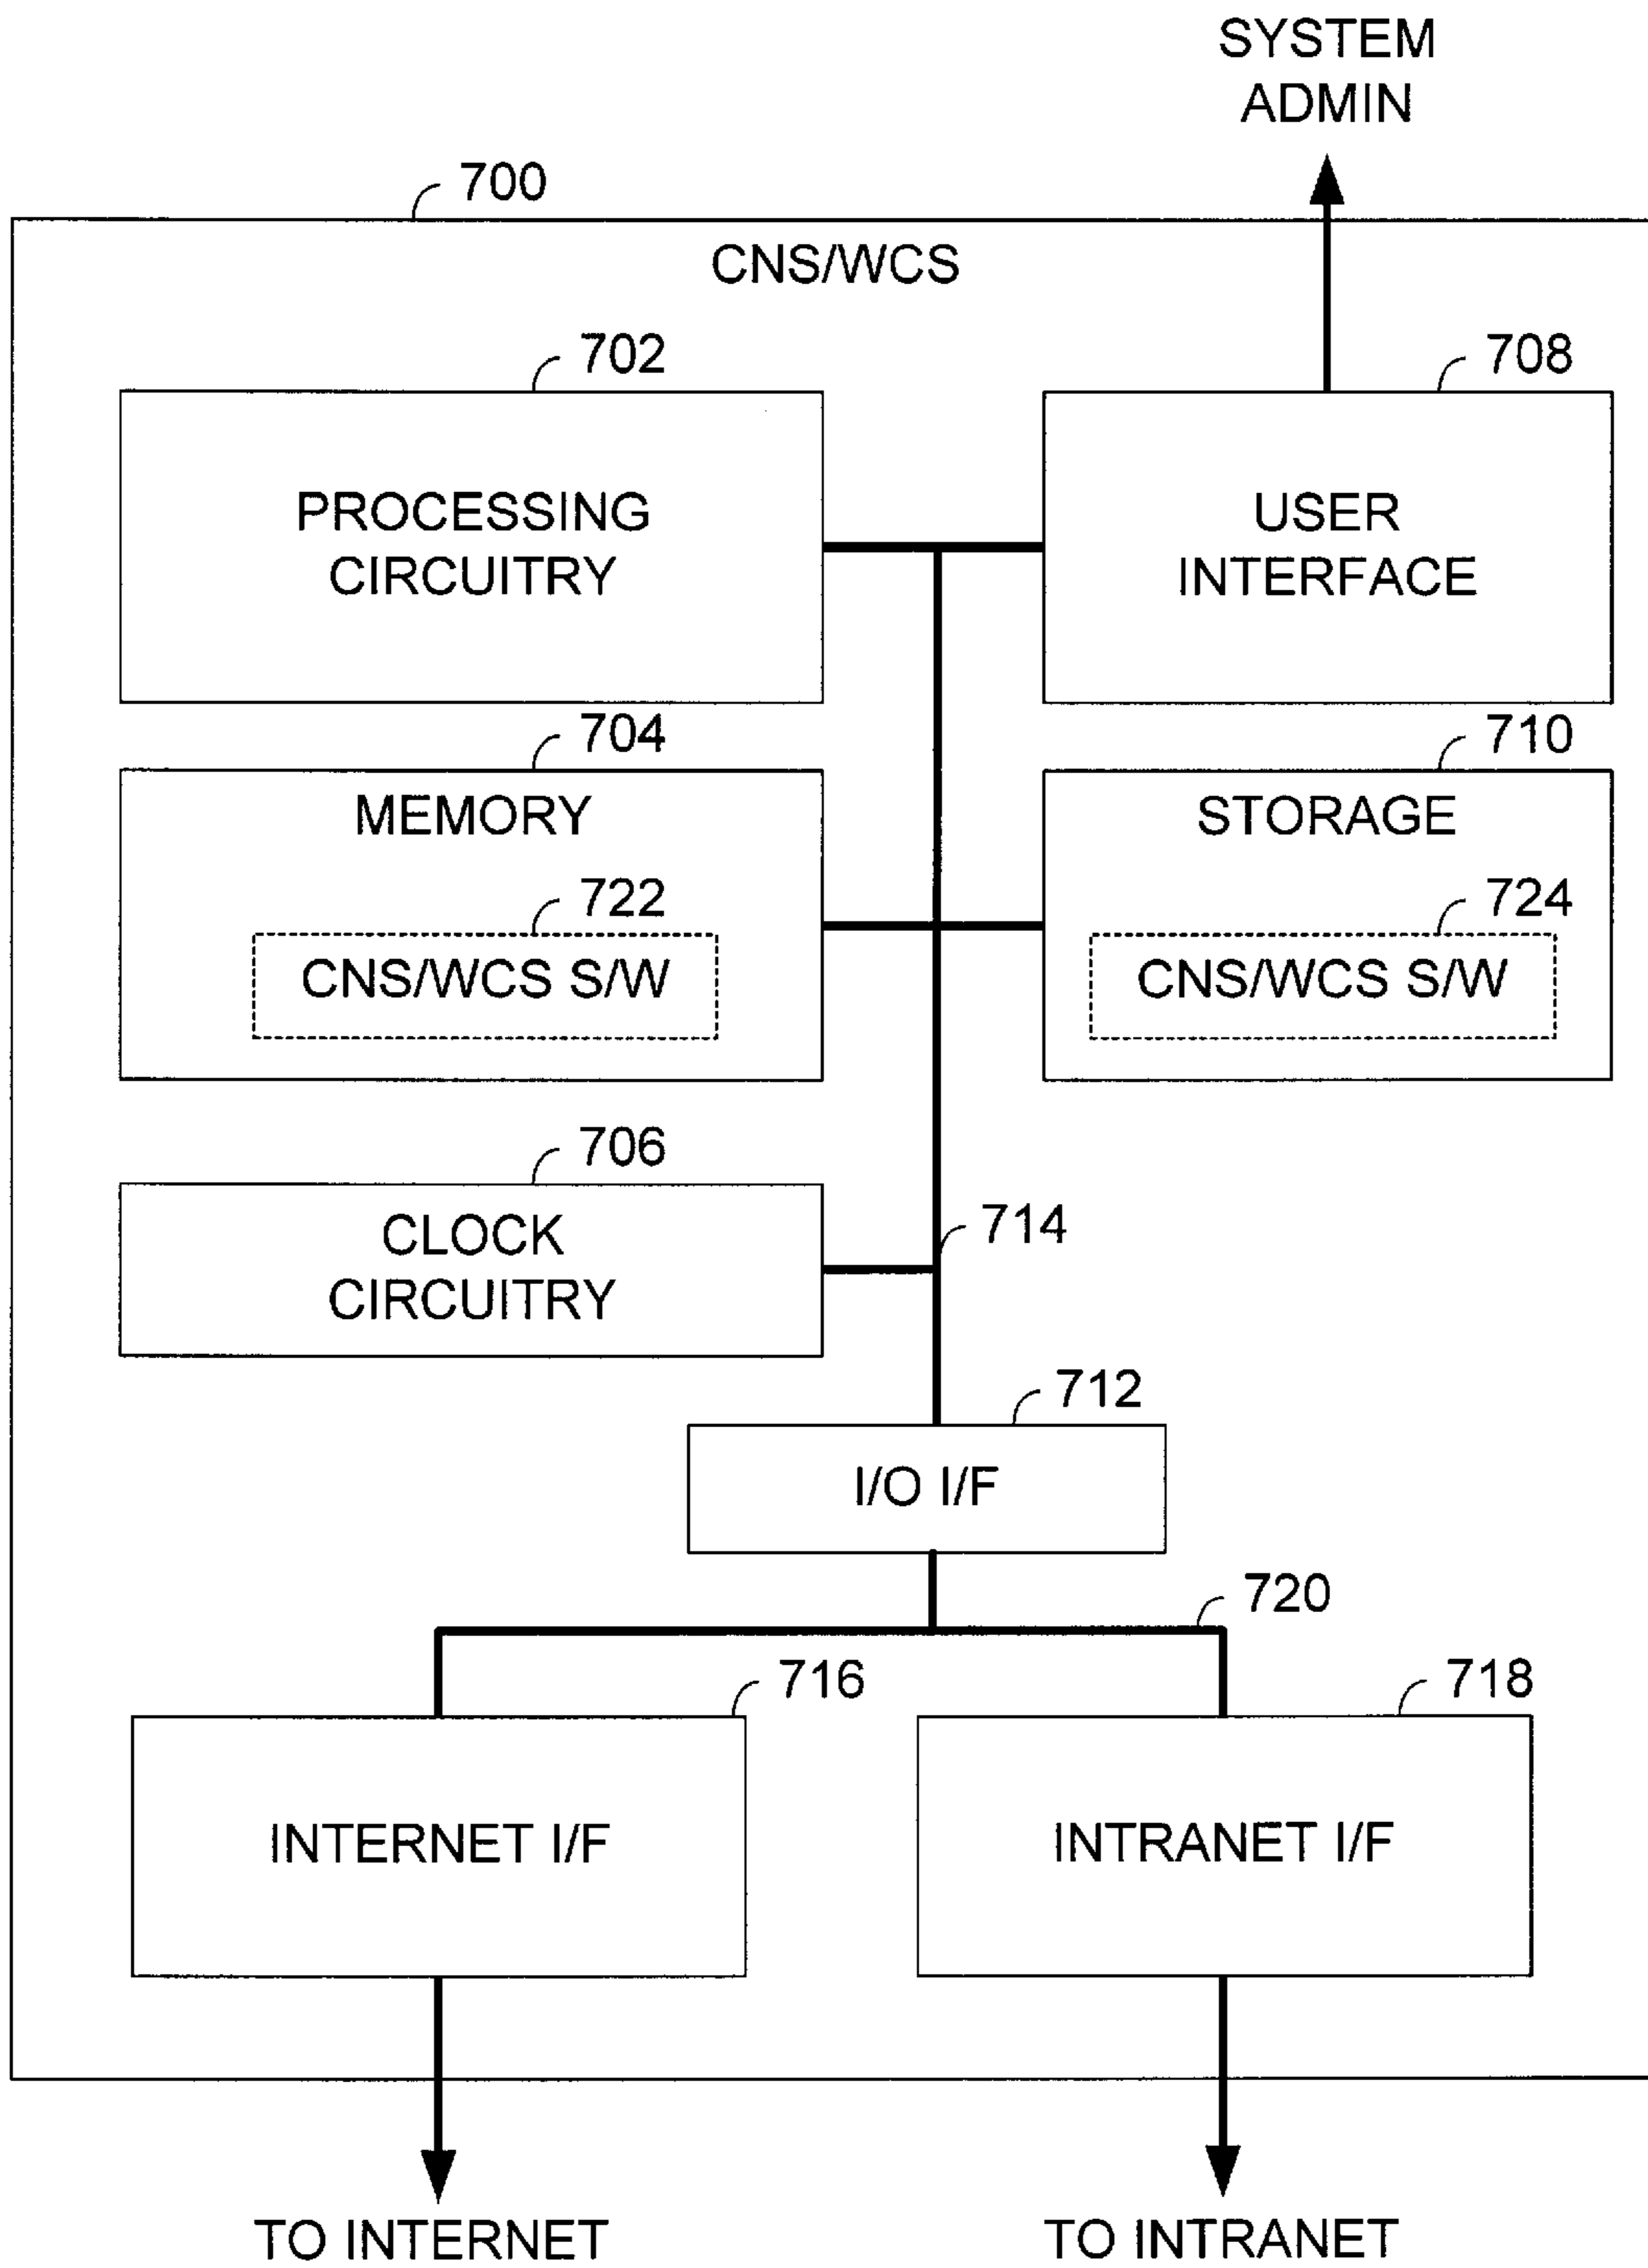 SYSTEM
ADMIN
700
CNS/WCS
702
708
PROCESSING
CIRCUITRY
USER
INTERFACE
704
710
MEMORY
STORAGE
722
724
CNS/WCS S/W
CNS/WCS S/W
706
CLOCK
CIRCUITRY
714
712
I/O I/F
720
716
718
INTERNET I/F
INTRANET I/F
TO INTERNET
TO INTRANET